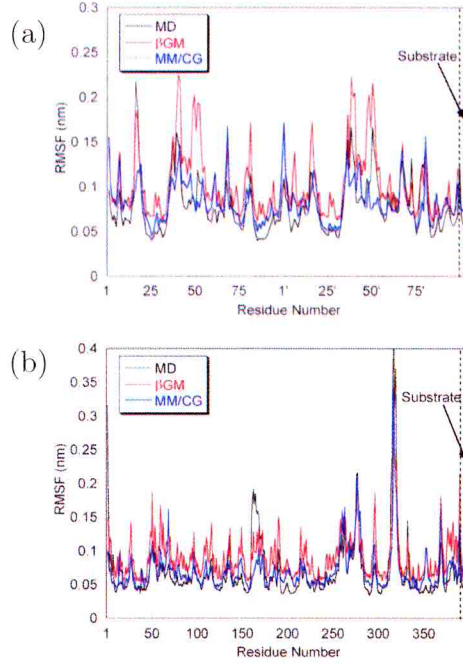 (a)
0.3
0.25
0.2
0.15
0.1
0.05
0
RMSF (nm)
MD
βGM
MM/CG
Substrate
1 25 50 75 1' 25' 50' 75'
Residue Number
(b)
0.4
0.35
0.3
0.25
0.2
0.15
0.1
0.05
0
RMSF (nm)
MD
βGM
MM/CG
Substrate
1 50 100 150 200 250 300 350
Residue Number